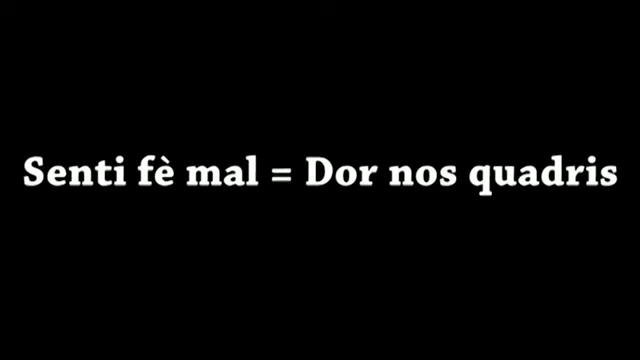 Senti fè mal = Dor nos quadris